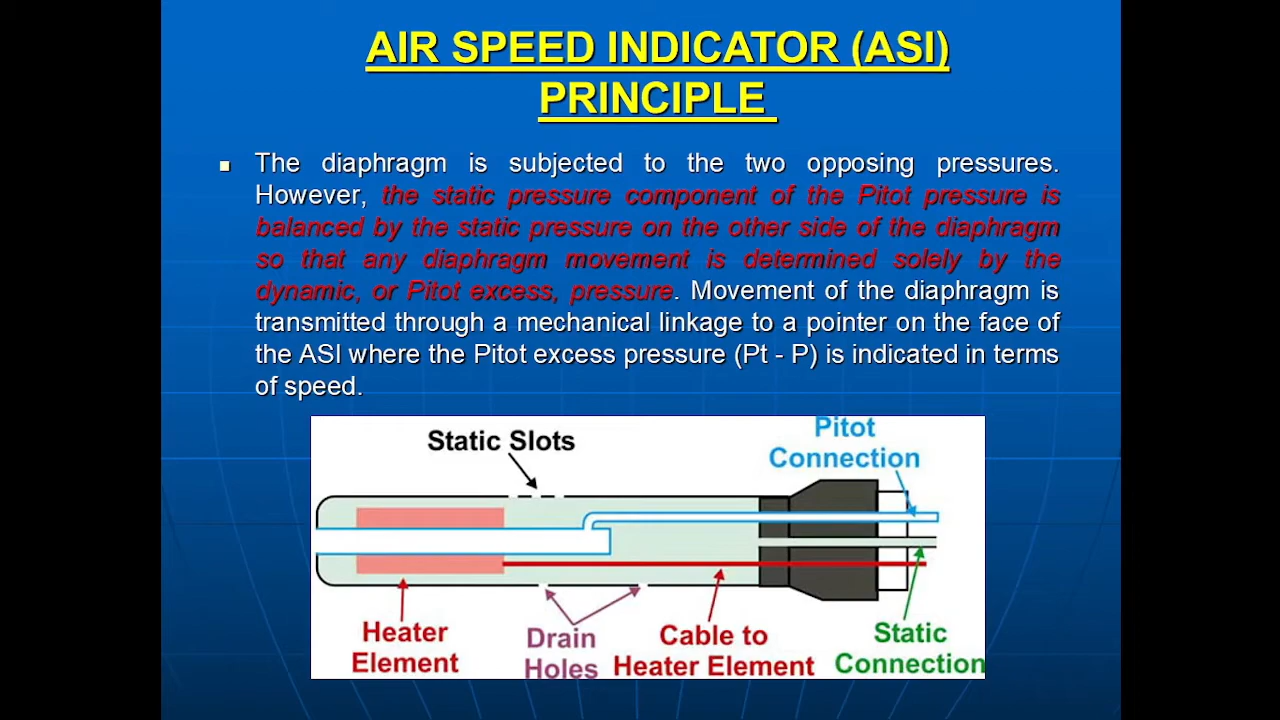 AIR SPEED INDICATOR (ASI)
PRINCIPLE
The diaphragm is subjected to the two opposing pressures.
However, the static pressure component of the Pitot pressure is
balanced by the static pressure on the other side of the diaphragm
so that any diaphragm movement is determined solely by the
dynamic, or Pitot excess, pressure. Movement of the diaphragm is
transmitted through a mechanical linkage to a pointer on the face of
the ASI where the Pitot excess pressure (Pt - P) is indicated in terms
of speed.
Pitot
Connection
Static Slots
Heater
Element
Drain
Holes
Cable to
Heater Element
Static
Connection